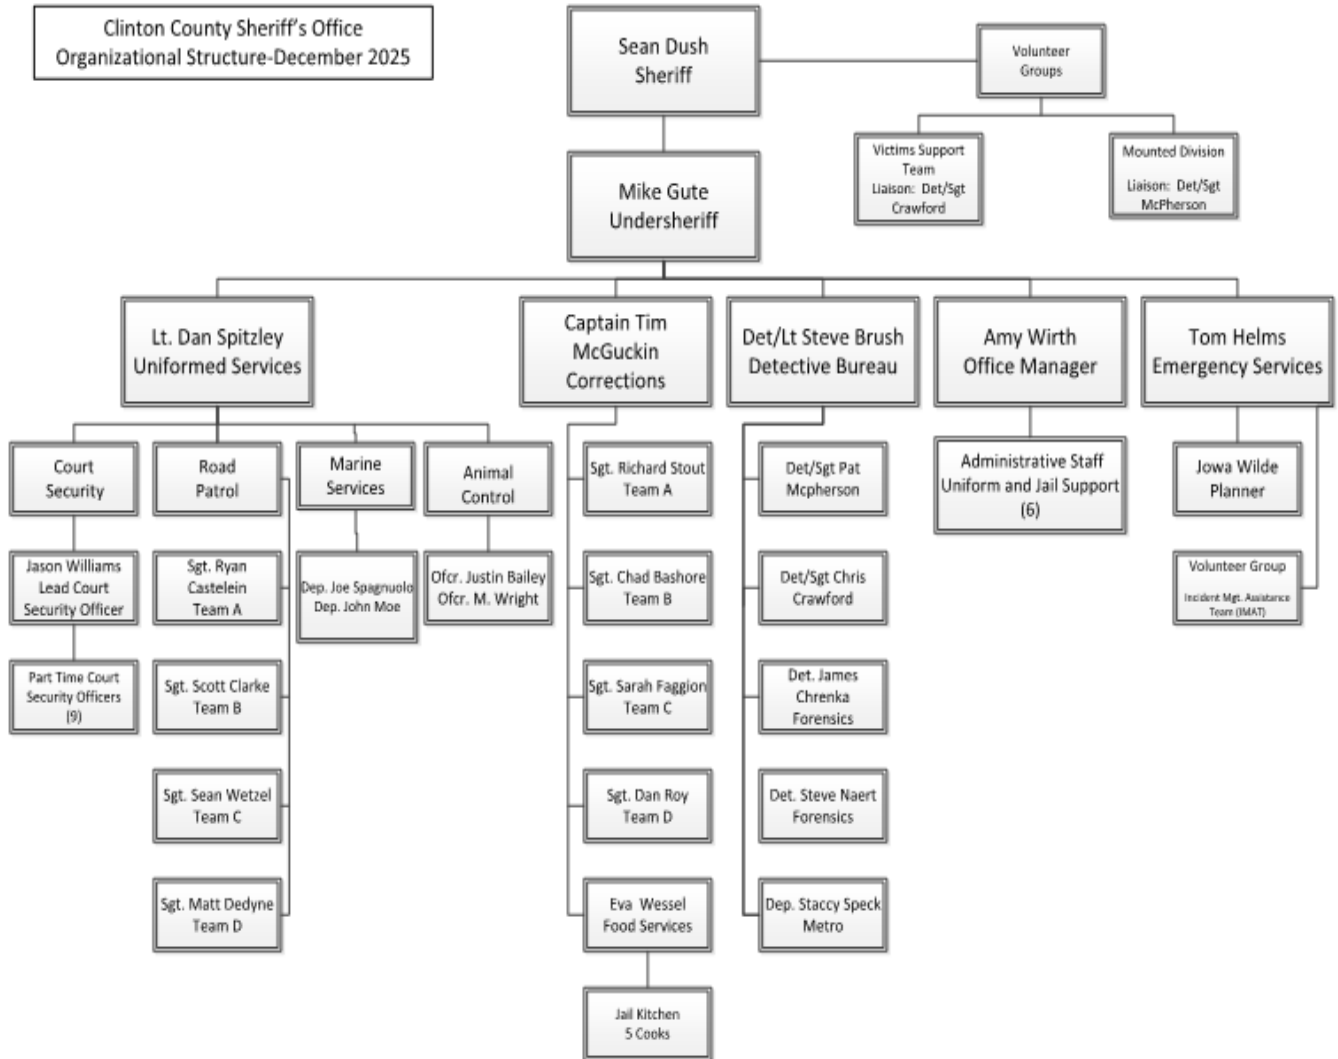 Clinton County Sheriff's Office
Organizational Structure-December 2025
Sean Dush
Sheriff
Volunteer
Groups
Victims Support
Team
Liaison: Det/Sgt
Crawford
Mounted Division
Liaison: Det/Sgt
McPherson
Mike Gute
Undersheriff
Lt. Dan Spitzley
Uniformed Services
Captain Tim
McGuckin
Corrections
Det/Lt Steve Brush
Detective Bureau
Amy Wirth
Office Manager
Tom Helms
Emergency Services
Court
Security
Road
Patrol
Marine
Services
Animal
Control
Sgt. Richard Stout
Team A
Det/Sgt Pat
Mcpherson
Administrative Staff
Uniform and Jail Support
(6)
Jowa Wilde
Planner
Jason Williams
Lead Court
Security Officer
Sgt. Ryan
Castelein
Team A
Dep. Joe Spagnuolo
Dep. John Moe
Ofcr. Justin Bailey
Ofcr. M. Wright
Sgt. Chad Bashore
Team B
Det/Sgt Chris
Crawford
Volunteer Group
Incident Mgt. Assistance
Team (IMAT)
Part Time Court
Security Officers
(9)
Sgt. Scott Clarke
Team B
Sgt. Sarah Faggion
Team C
Det. James
Chrenka
Forensics
Sgt. Sean Wetzel
Team C
Sgt. Dan Roy
Team D
Det. Steve Naert
Forensics
Sgt. Matt Dedyne
Team D
Eva Wessel
Food Services
Dep. Staccy Speck
Metro
Jail Kitchen
5 Cooks